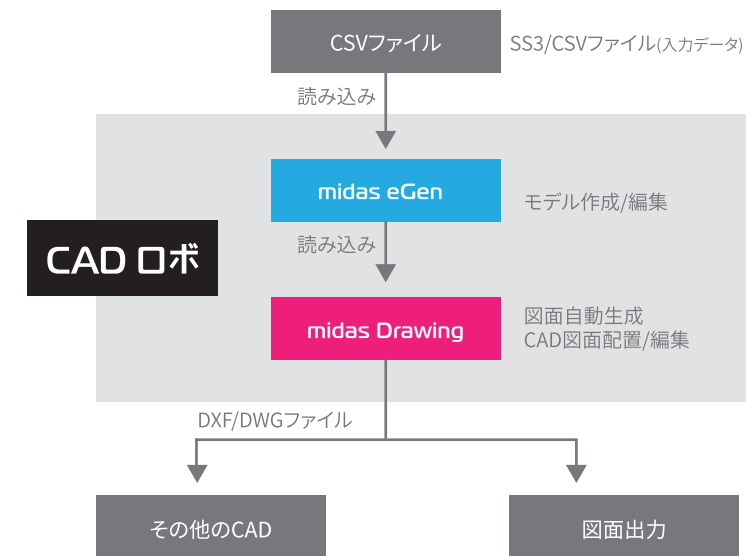 CSVファイル
SS3/CSVファイル(入力データ)
読み込み
midas eGen
モデル作成/編集
CAD ロボ
読み込み
midas Drawing
図面自動生成
CAD図面配置/編集
DXF/DWGファイル
その他のCAD
図面出力